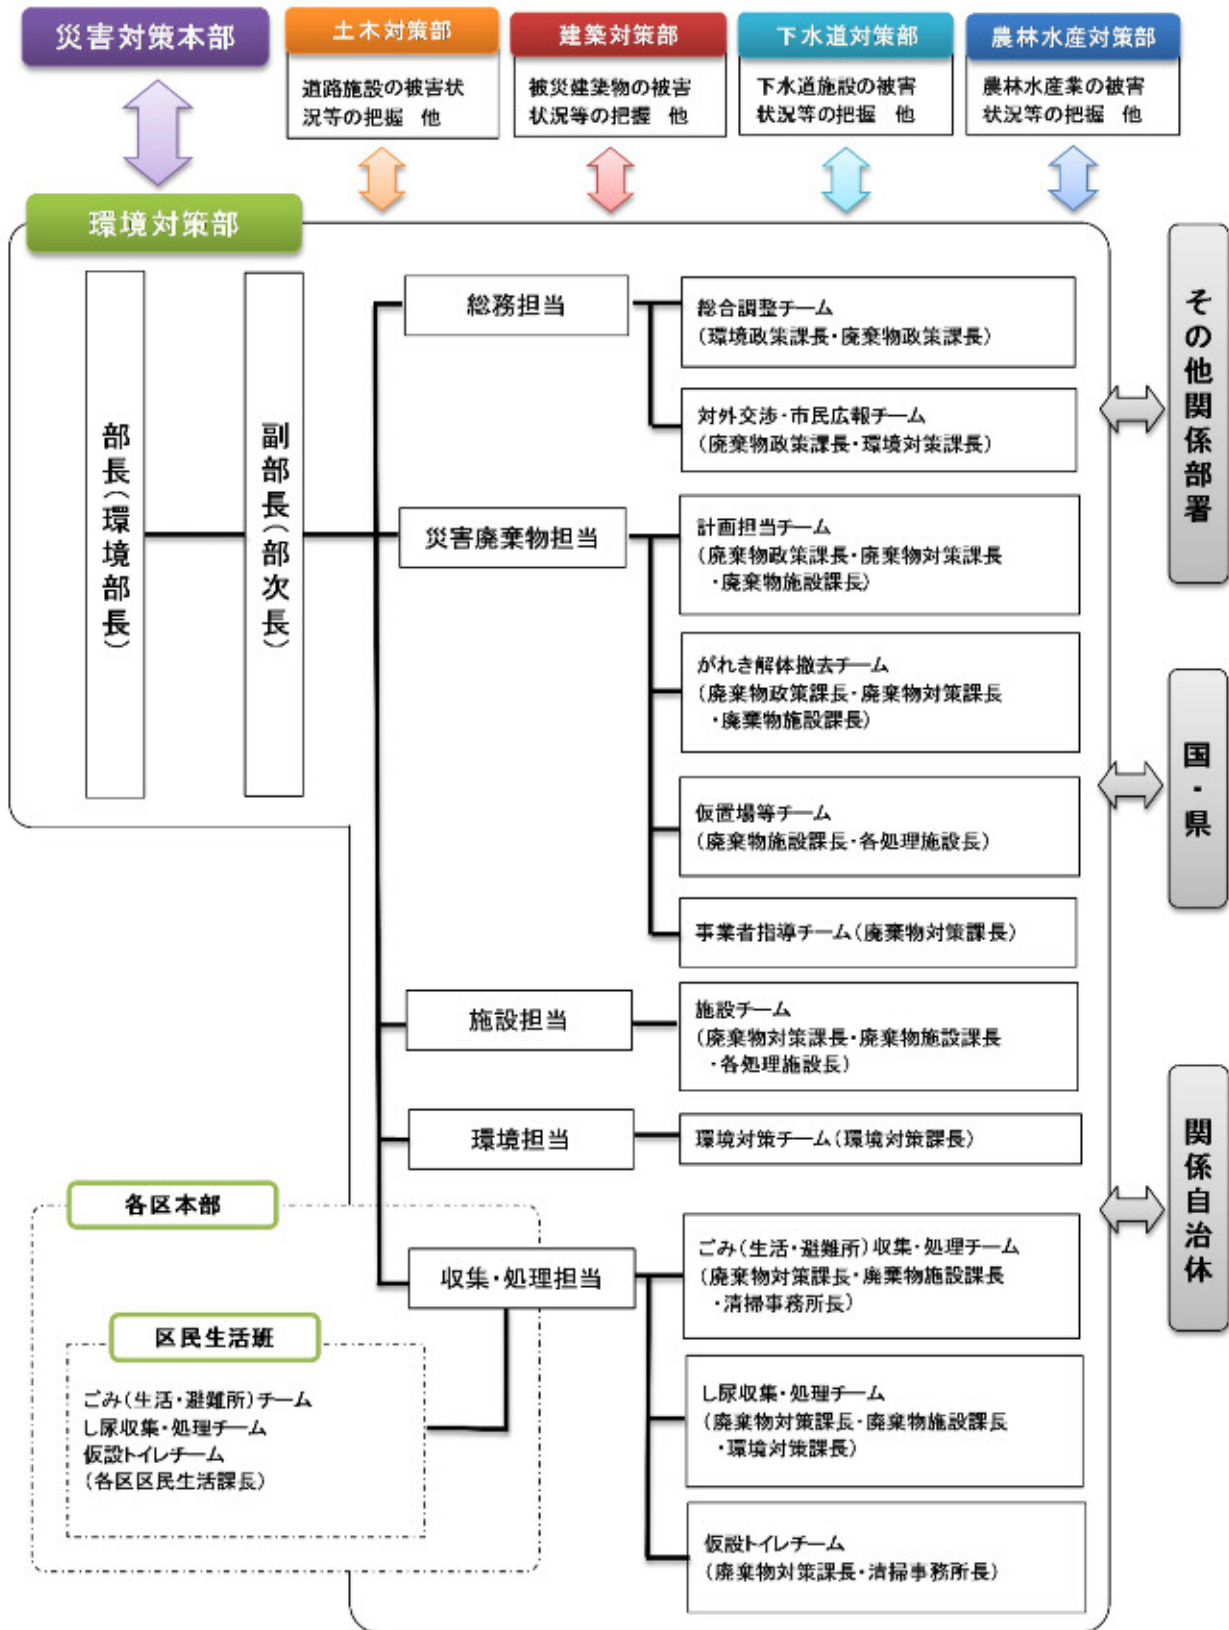 災害対策本部
土木対策部
道路施設の被害状
況等の把握　他
建築対策部
被災建築物の被害
状況等の把握　他
下水道対策部
下水道施設の被害
状況等の把握　他
農林水産対策部
農林水産業の被害
状況等の把握　他
環境対策部
部長（環境部長）
副部長（部次長）
総務担当
総合調整チーム
（環境政策課長・廃棄物政策課長）
対外交渉・市民広報チーム
（廃棄物政策課長・環境対策課長）
災害廃棄物担当
計画担当チーム
（廃棄物政策課長・廃棄物対策課長
・廃棄物施設課長）
がれき解体撤去チーム
（廃棄物政策課長・廃棄物対策課長
・廃棄物施設課長）
仮置場等チーム
（廃棄物施設課長・各処理施設長）
事業者指導チーム（廃棄物対策課長）
施設担当
施設チーム
（廃棄物対策課長・廃棄物施設課長
・各処理施設長）
環境担当
環境対策チーム（環境対策課長）
収集・処理担当
ごみ（生活・避難所）収集・処理チーム
（廃棄物対策課長・廃棄物施設課長
・清掃事務所長）
し尿収集・処理チーム
（廃棄物対策課長・廃棄物施設課長
・環境対策課長）
仮設トイレチーム
（廃棄物対策課長・清掃事務所長）
各区本部
区民生活班
ごみ（生活・避難所）チーム
し尿収集・処理チーム
仮設トイレチーム
（各区区民生活課長）
その他関係部署
国・県
関係自治体